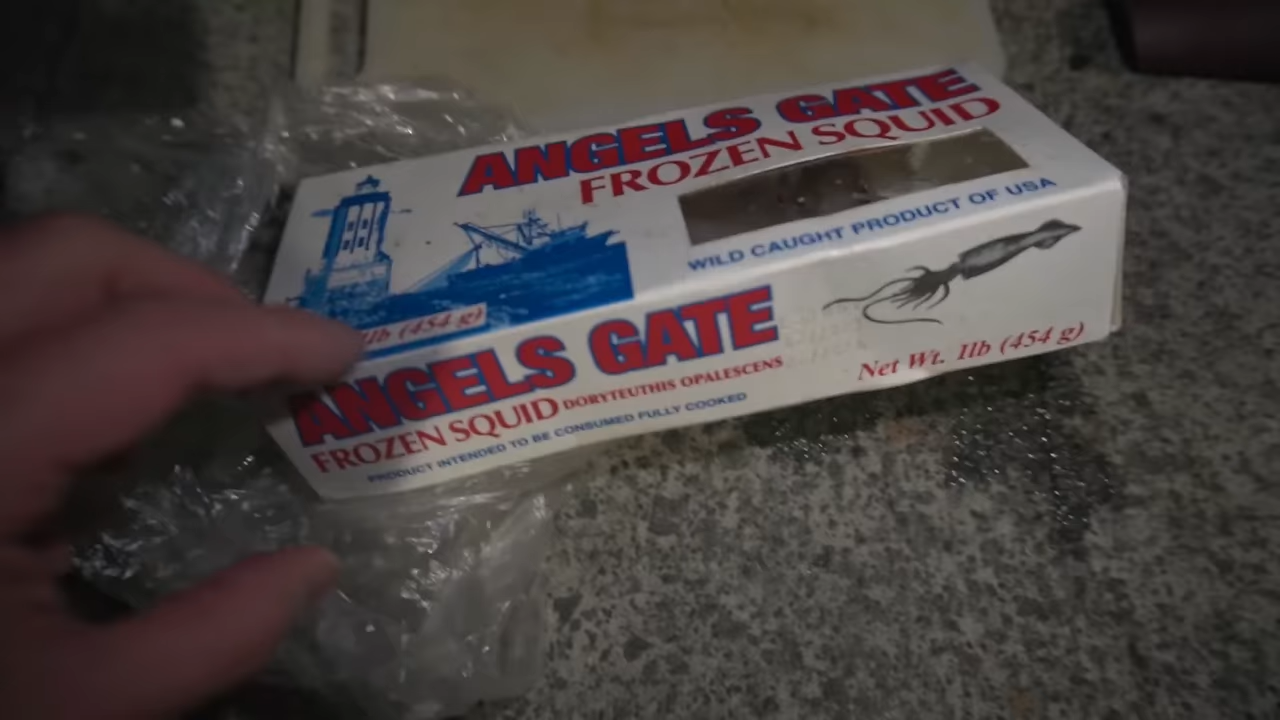 ANGELS GATE
FROZEN SQUID
WILD CAUGHT PRODUCT OF USA
1lb (454 g)
ANGELS GATE
FROZEN SQUID DORYTEUTHIS OPALESCENS
PRODUCT INTENDED TO BE CONSUMED FULLY COOKED
Net Wt. 1lb (454 g)